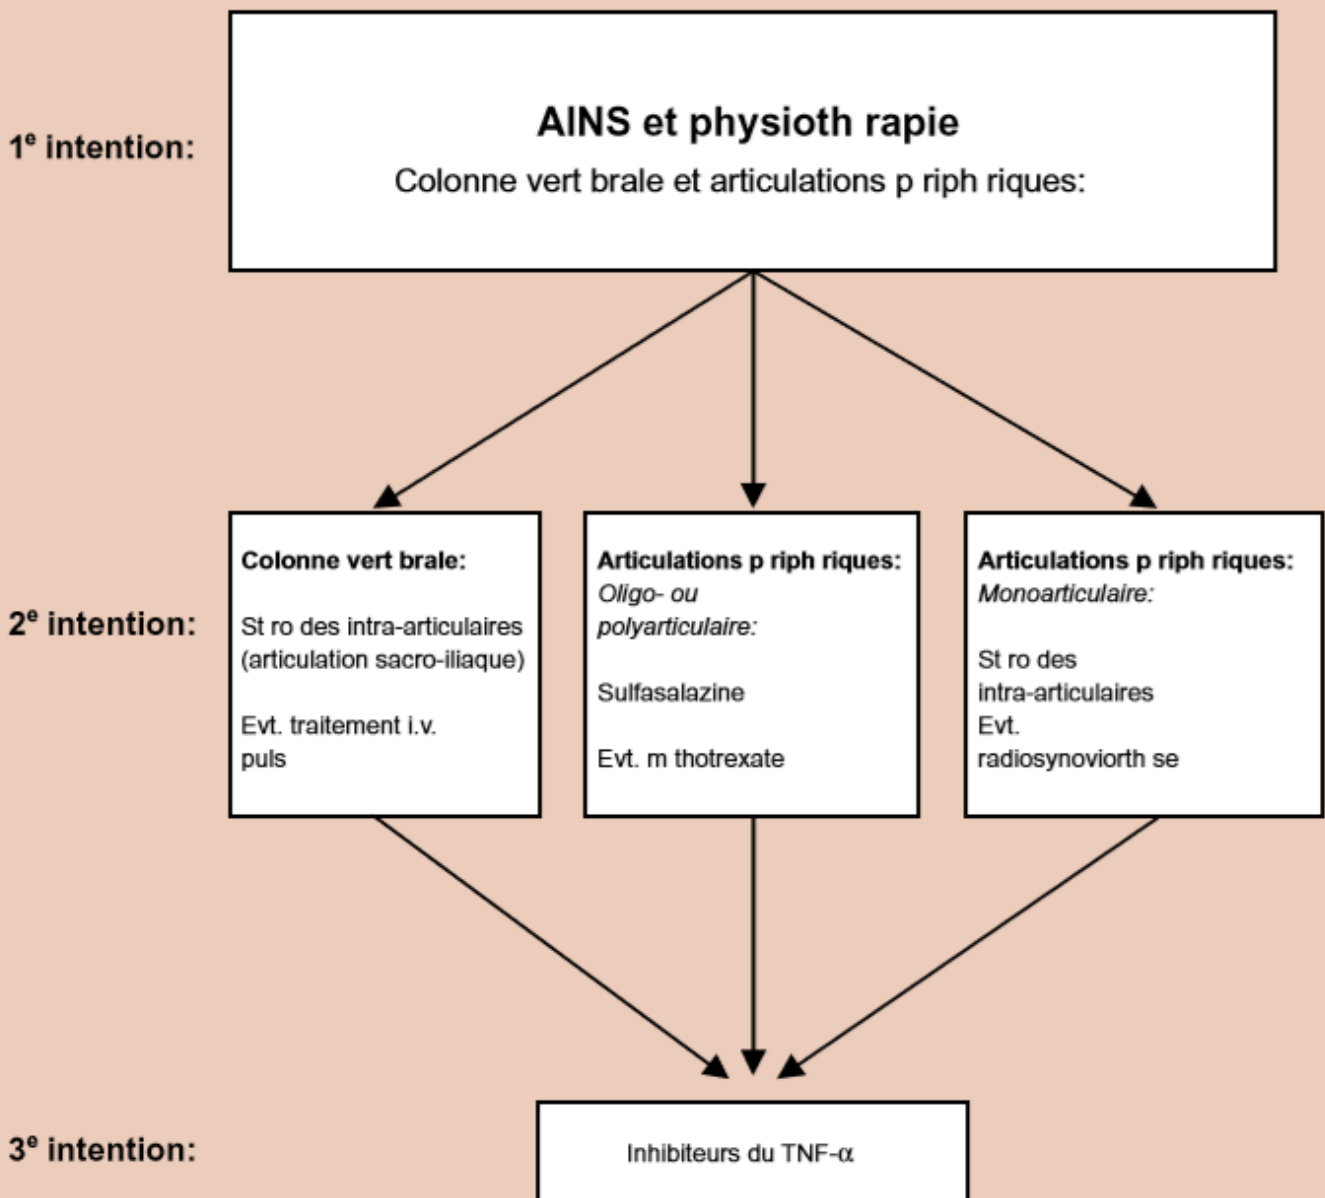 1e intention:
AINS et physioth rapie
Colonne vert brale et articulations p riph riques:
2e intention:
Colonne vert brale:
St ro des intra-articulaires
(articulation sacro-iliaque)
Evt. traitement i.v.
puls
Articulations p riph riques:
Oligo- ou
polyarticulaire:
Sulfasalazine
Evt. m thotrexate
Articulations p riph riques:
Monoarticulaire:
St ro des
intra-articulaires
Evt.
radiosynoviorth se
3e intention:
Inhibiteurs du TNF-α